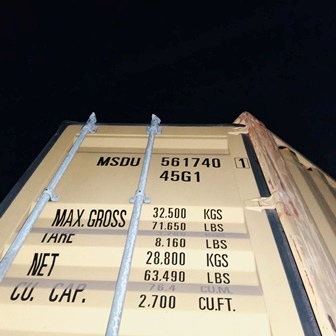 MSDU 561740 1
45G1
MAX. GROSS 32.500 KGS
71.650 LBS
TARE
8.160 LBS
NET 28.800 KGS
63.490 LBS
CU. CAP. 76.4 CU.M.
2.700 CU.FT.